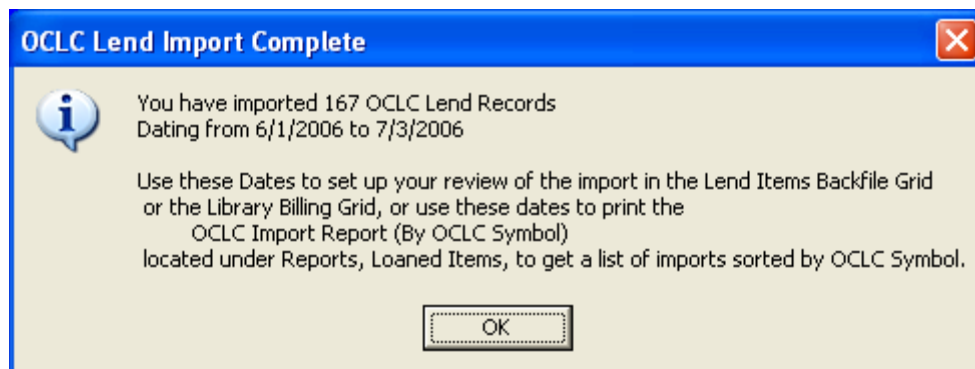 OCLC Lend Import Complete
You have imported 167 OCLC Lend Records
Dating from 6/1/2006 to 7/3/2006
Use these Dates to set up your review of the import in the Lend Items Backfile Grid
or the Library Billing Grid, or use these dates to print the
OCLC Import Report (By OCLC Symbol)
located under Reports, Loaned Items, to get a list of imports sorted by OCLC Symbol.
OK